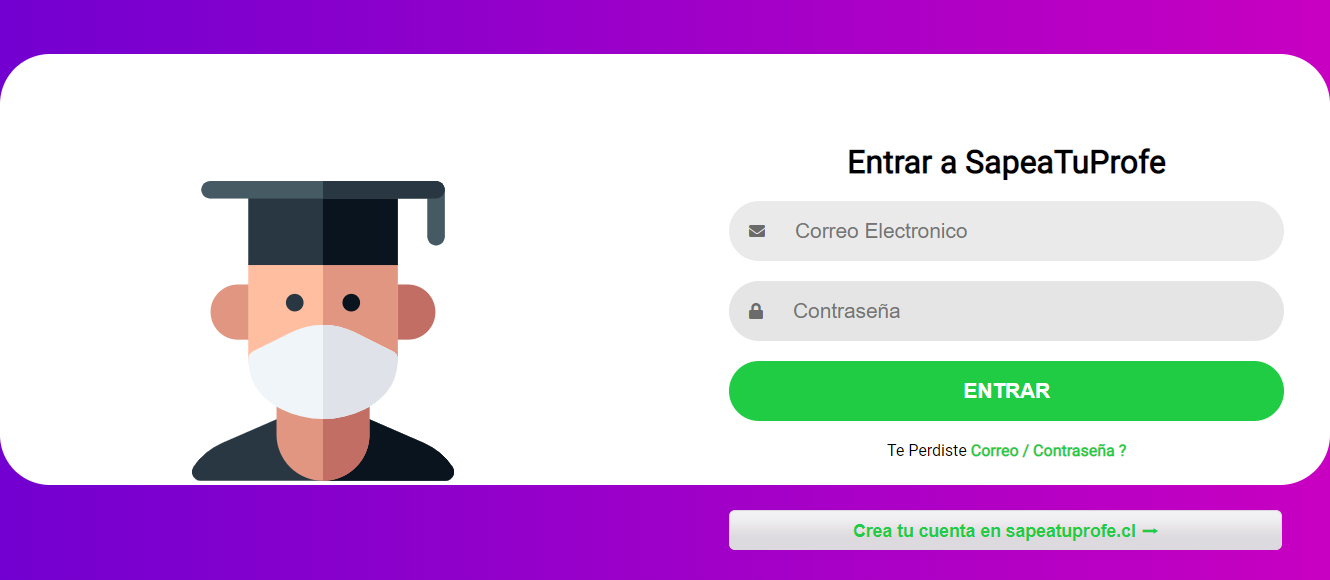 Entrar a SapeaTuProfe
Correo Electronico
Contraseña
ENTRAR
Te Perdiste Correo / Contraseña ?
Crea tu cuenta en sapeatuprofe.cl →